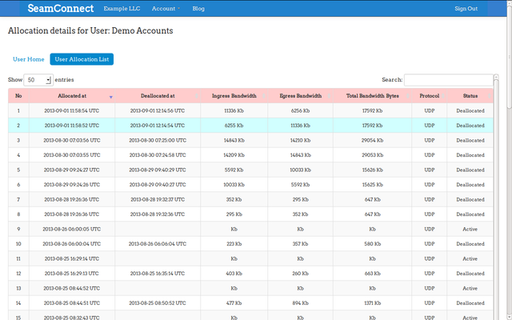 SeamConnect Example LLC Account Blog Sign Out
Allocation details for User: Demo Accounts
User Home User Allocation List
Show 50 entries Search:
No Allocated at Deallocated at Ingress Bandwidth Egress Bandwidth Total Bandwidth Bytes Protocol Status
1 2013-09-01 11:58:54 UTC 2013-09-01 12:14:56 UTC 11336 Kb 6256 Kb 17592 Kb UDP Deallocated
2 2013-09-01 11:58:52 UTC 2013-09-01 12:14:54 UTC 6255 Kb 11336 Kb 17592 Kb UDP Deallocated
3 2013-08-30 07:03:56 UTC 2013-08-30 07:25:00 UTC 14843 Kb 14210 Kb 29054 Kb UDP Deallocated
4 2013-08-30 07:03:55 UTC 2013-08-30 07:24:58 UTC 14209 Kb 14843 Kb 29053 Kb UDP Deallocated
5 2013-08-29 09:24:27 UTC 2013-08-29 09:40:29 UTC 5592 Kb 10033 Kb 15626 Kb UDP Deallocated
6 2013-08-29 09:24:26 UTC 2013-08-29 09:40:27 UTC 10033 Kb 5592 Kb 15625 Kb UDP Deallocated
7 2013-08-28 19:26:36 UTC 2013-08-28 19:32:37 UTC 352 Kb 295 Kb 647 Kb UDP Deallocated
8 2013-08-28 19:26:36 UTC 2013-08-28 19:32:36 UTC 295 Kb 352 Kb 647 Kb UDP Deallocated
9 2013-08-26 06:00:05 UTC Kb Kb Kb UDP Active
10 2013-08-26 06:00:04 UTC 2013-08-26 06:06:04 UTC 223 Kb 357 Kb 580 Kb UDP Deallocated
11 2013-08-25 16:29:14 UTC Kb Kb Kb UDP Active
12 2013-08-25 16:29:13 UTC 2013-08-25 16:35:14 UTC 403 Kb 260 Kb 663 Kb UDP Deallocated
13 2013-08-25 08:44:52 UTC Kb Kb Kb UDP Active
14 2013-08-25 08:44:51 UTC 2013-08-25 08:50:52 UTC 477 Kb 894 Kb 1371 Kb UDP Deallocated
15 2013-08-25 08:32:43 UTC Kb Kb Kb UDP Active